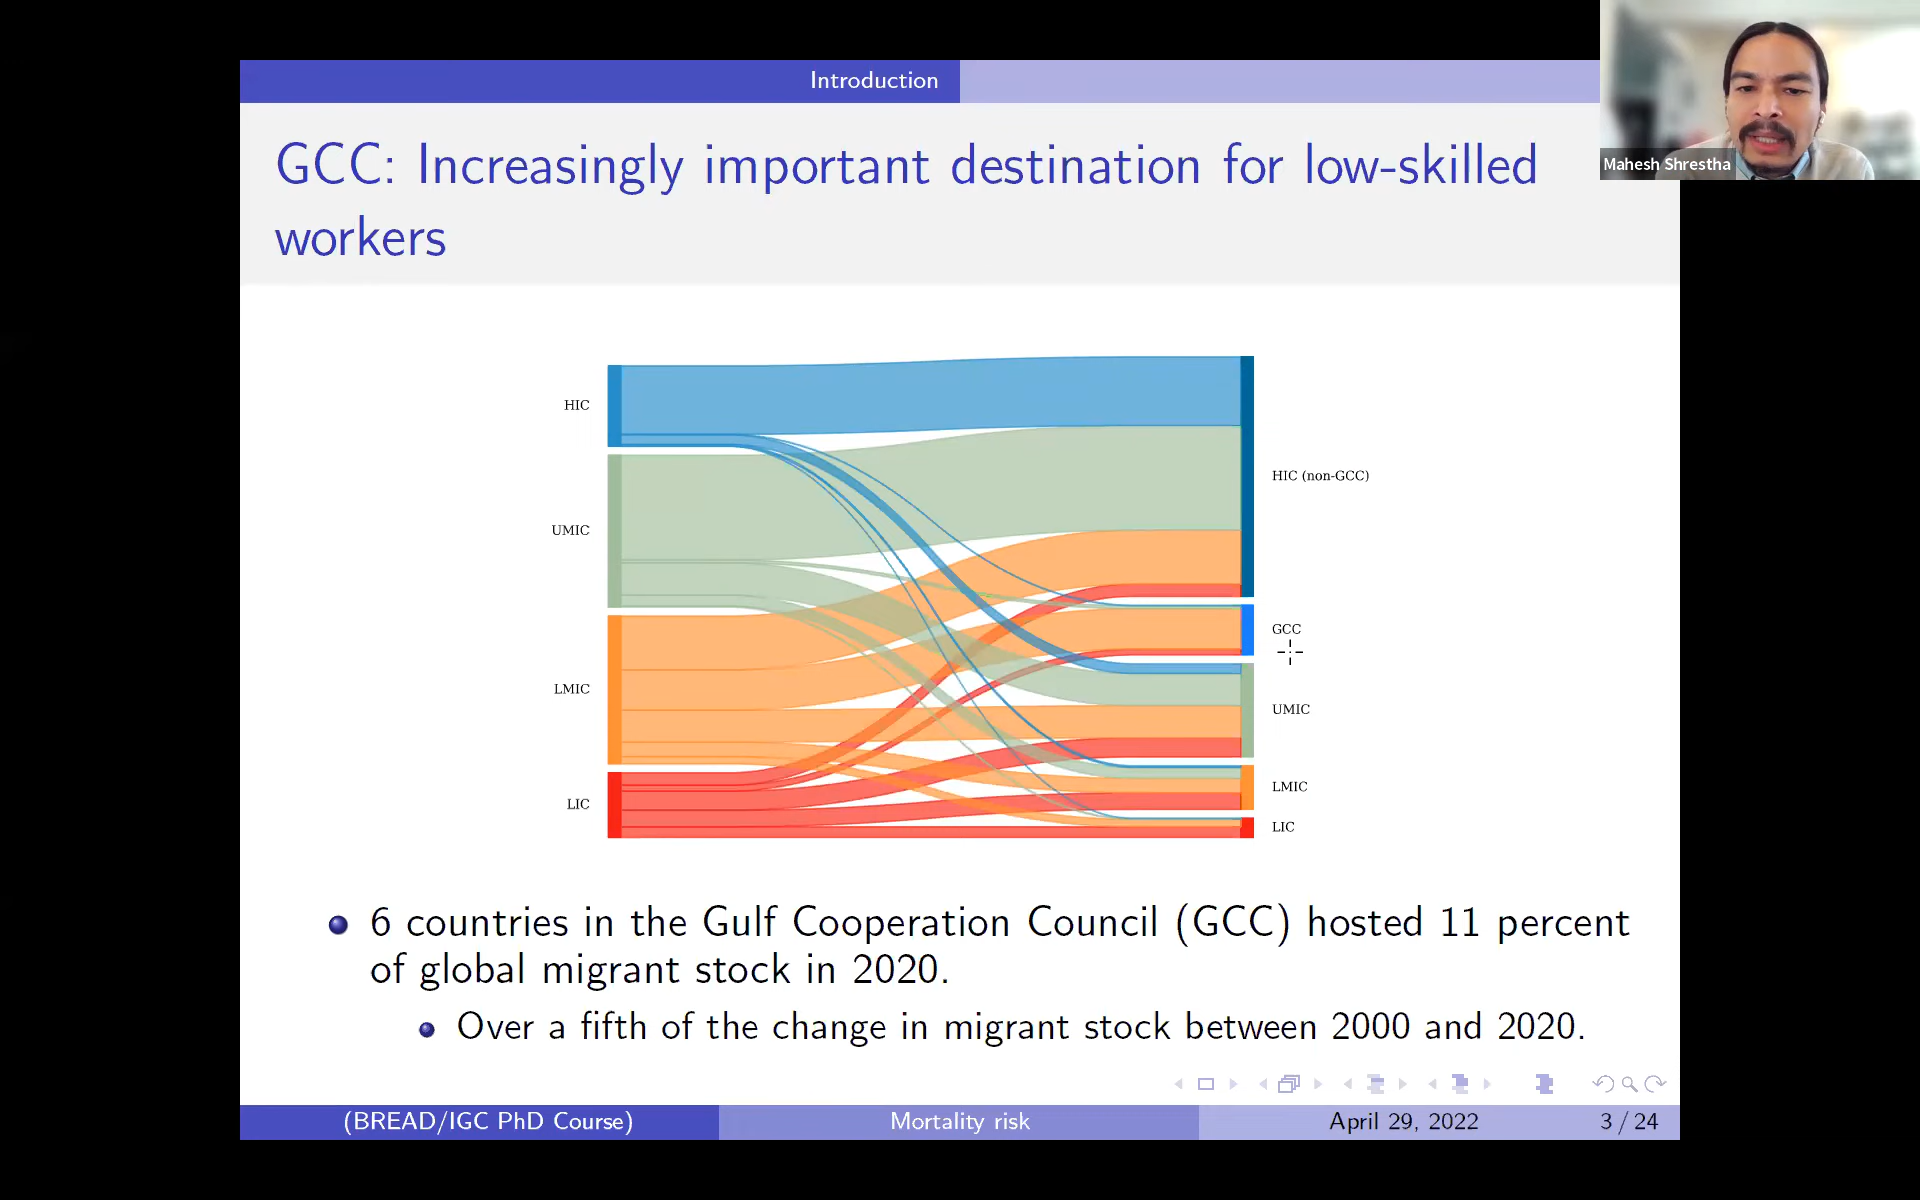 Introduction
GCC: Increasingly important destination for low-skilled
workers
Mahesh Shrestha
HIC
UMIC
LMIC
LIC
HIC (non-GCC)
GCC
UMIC
LMIC
LIC
6 countries in the Gulf Cooperation Council (GCC) hosted 11 percent
of global migrant stock in 2020.
Over a fifth of the change in migrant stock between 2000 and 2020.
(BREAD/IGC PhD Course) Mortality risk April 29, 2022 3 / 24